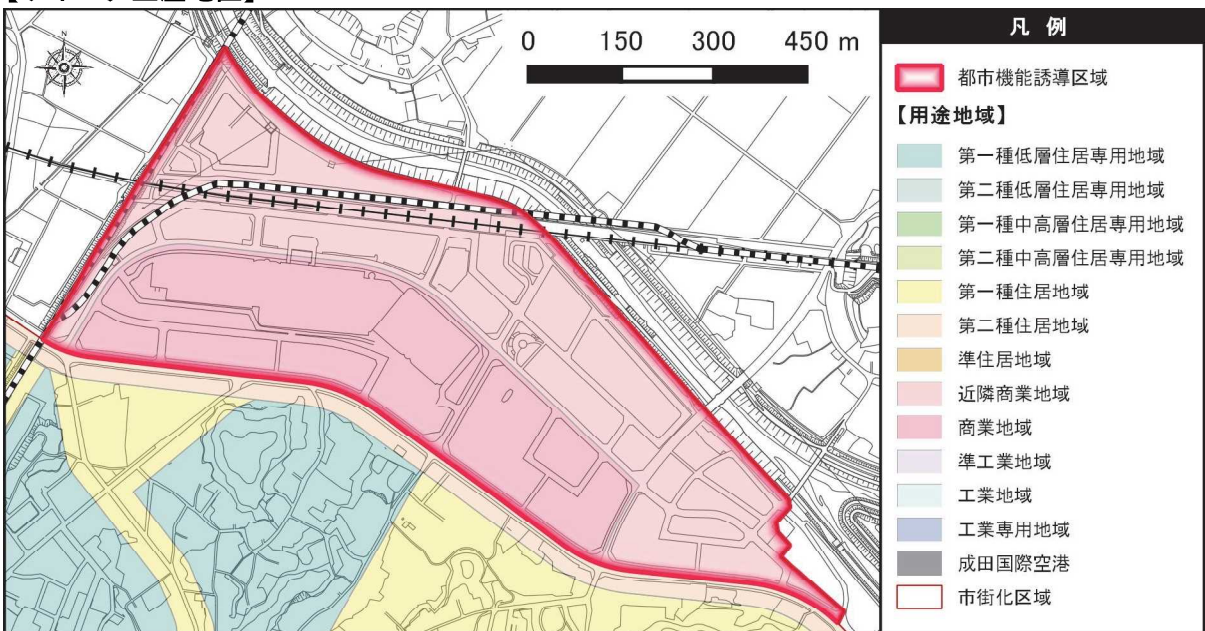 N
0 150 300 450 m
凡 例
都市機能誘導区域
【用途地域】
第一種低層住居専用地域
第二種低層住居専用地域
第一種中高層住居専用地域
第二種中高層住居専用地域
第一種住居地域
第二種住居地域
準住居地域
近隣商業地域
商業地域
準工業地域
工業地域
工業専用地域
成田国際空港
市街化区域